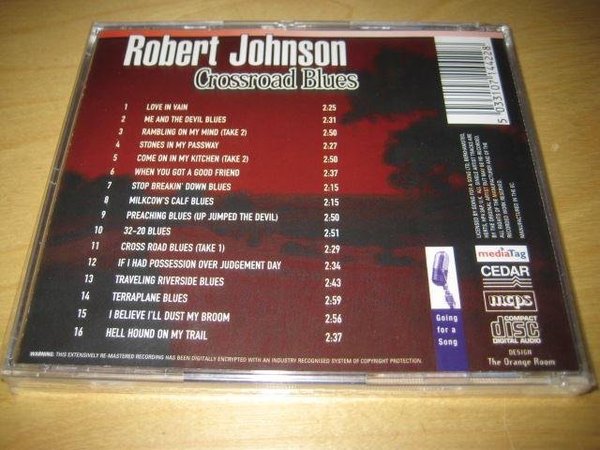 Robert Johnson
Crossroad Blues
1 LOVE IN VAIN 2:25
2 ME AND THE DEVIL BLUES 2:31
3 RAMBLING ON MY MIND (TAKE 2) 2:50
4 STONES IN MY PASSWAY 2:27
5 COME ON IN MY KITCHEN (TAKE 2) 2:50
6 WHEN YOU GOT A GOOD FRIEND 2:37
7 STOP BREAKIN' DOWN BLUES 2:15
8 MILKCOW'S CALF BLUES 2:15
9 PREACHING BLUES (UP JUMPED THE DEVIL) 2:50
10 32-20 BLUES 2:51
11 CROSS ROAD BLUES (TAKE 1) 2:29
12 IF I HAD POSSESSION OVER JUDGEMENT DAY 2:34
13 TRAVELING RIVERSIDE BLUES 2:43
14 TERRAPLANE BLUES 2:59
15 I BELIEVE I'LL DUST MY BROOM 2:56
16 HELL HOUND ON MY TRAIL 2:37
WARNING: THIS EXTENSIVELY RE-MASTERED RECORDING HAS BEEN DIGITALLY ENCRYPTED WITH AN INDUSTRY RECOGNISED SYSTEM OF COPYRIGHT PROTECTION.
Going
for a
Song
5 033107 144228
MANUFACTURED IN THE EC.
mediaTag
CEDAR
mcps
COMPACT
disc
DIGITAL AUDIO
DESIGN
The Orange Room